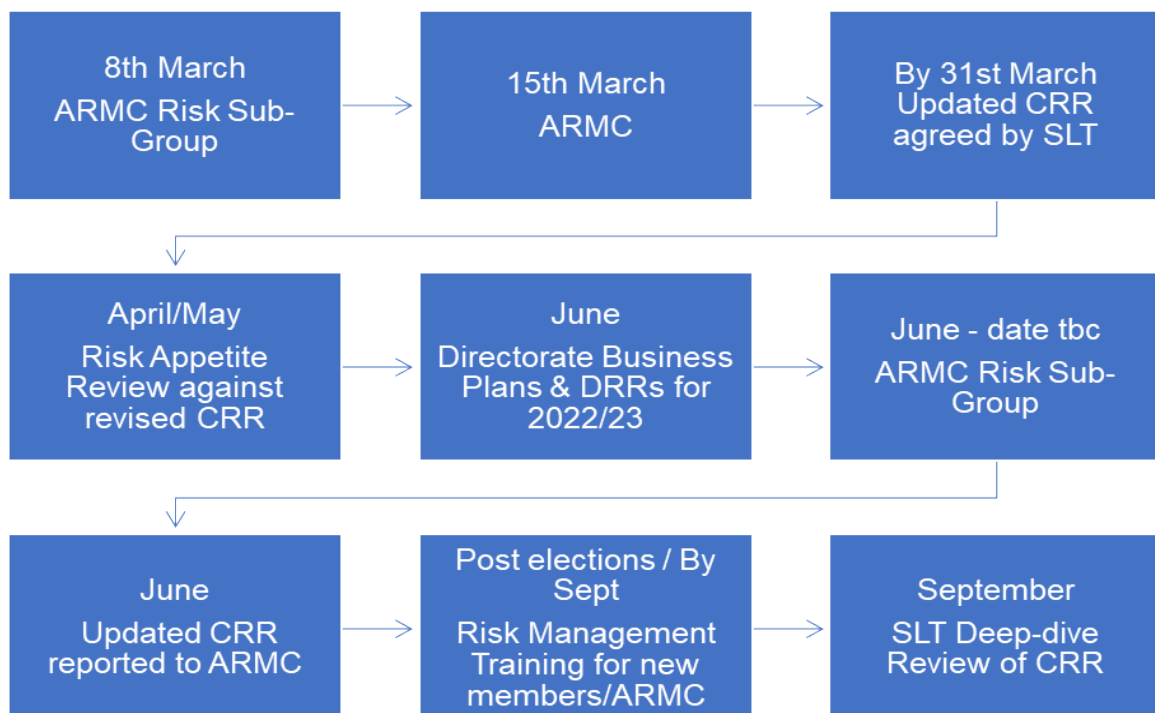 8th March
ARMC Risk Sub-
Group
15th March
ARMC
By 31st March
Updated CRR
agreed by SLT
April/May
Risk Appetite
Review against
revised CRR
June
Directorate Business
Plans & DRRs for
2022/23
June - date tbc
ARMC Risk Sub-
Group
June
Updated CRR
reported to ARMC
Post elections / By
Sept
Risk Management
Training for new
members/ARMC
September
SLT Deep-dive
Review of CRR